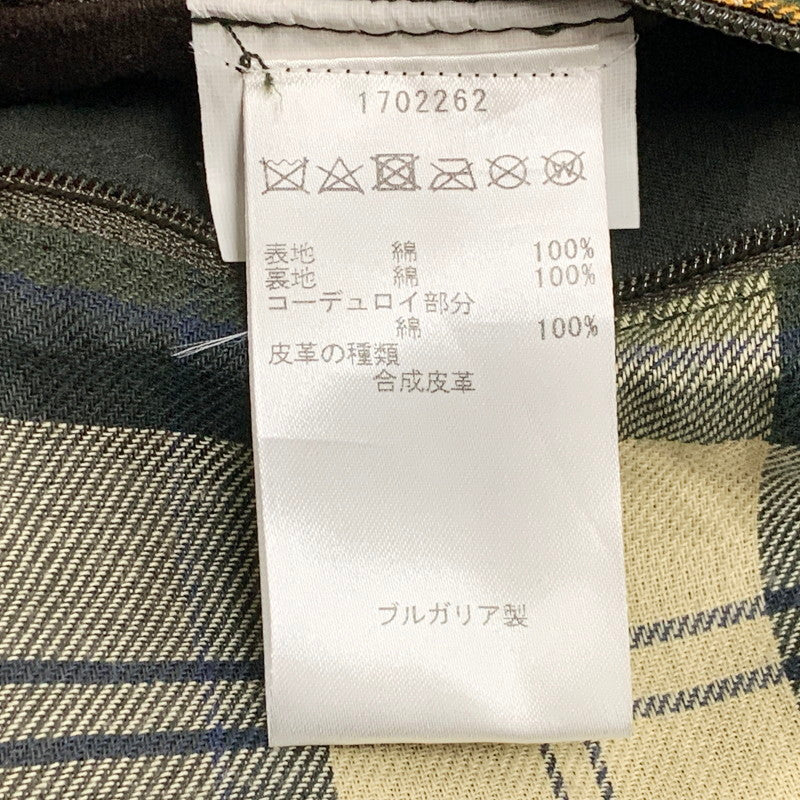 1702262
表地 綿 100%
裏地 綿 100%
コーデュロイ部分
綿 100%
皮革の種類
合成皮革
ブルガリア製